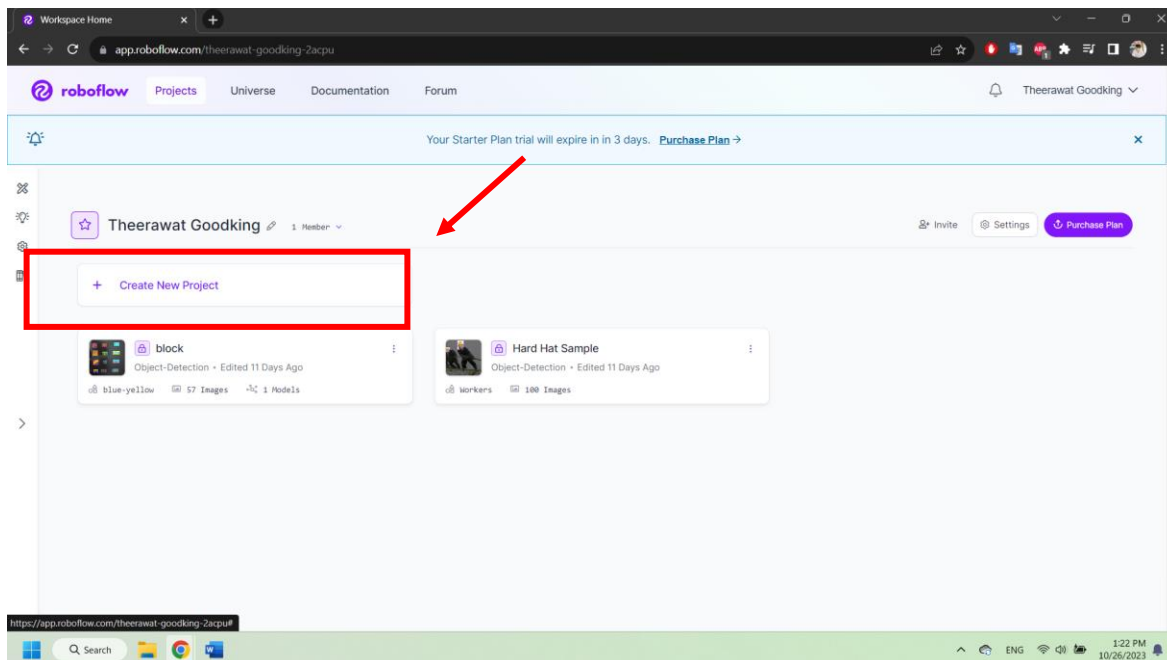 Workspace Home
app.roboflow.com/theerawat-goodking-2acpu
roboflow Projects Universe Documentation Forum Theerawat Goodking
Your Starter Plan trial will expire in in 3 days. Purchase Plan →
Theerawat Goodking 1 Member Invite Settings Purchase Plan
+ Create New Project
block Hard Hat Sample
Object-Detection • Edited 11 Days Ago Object-Detection • Edited 11 Days Ago
blue-yellow 57 Images 1 Models Workers 100 Images
https://app.roboflow.com/theerawat-goodking-2acpu#
Search ENG 1:22 PM
10/26/2023